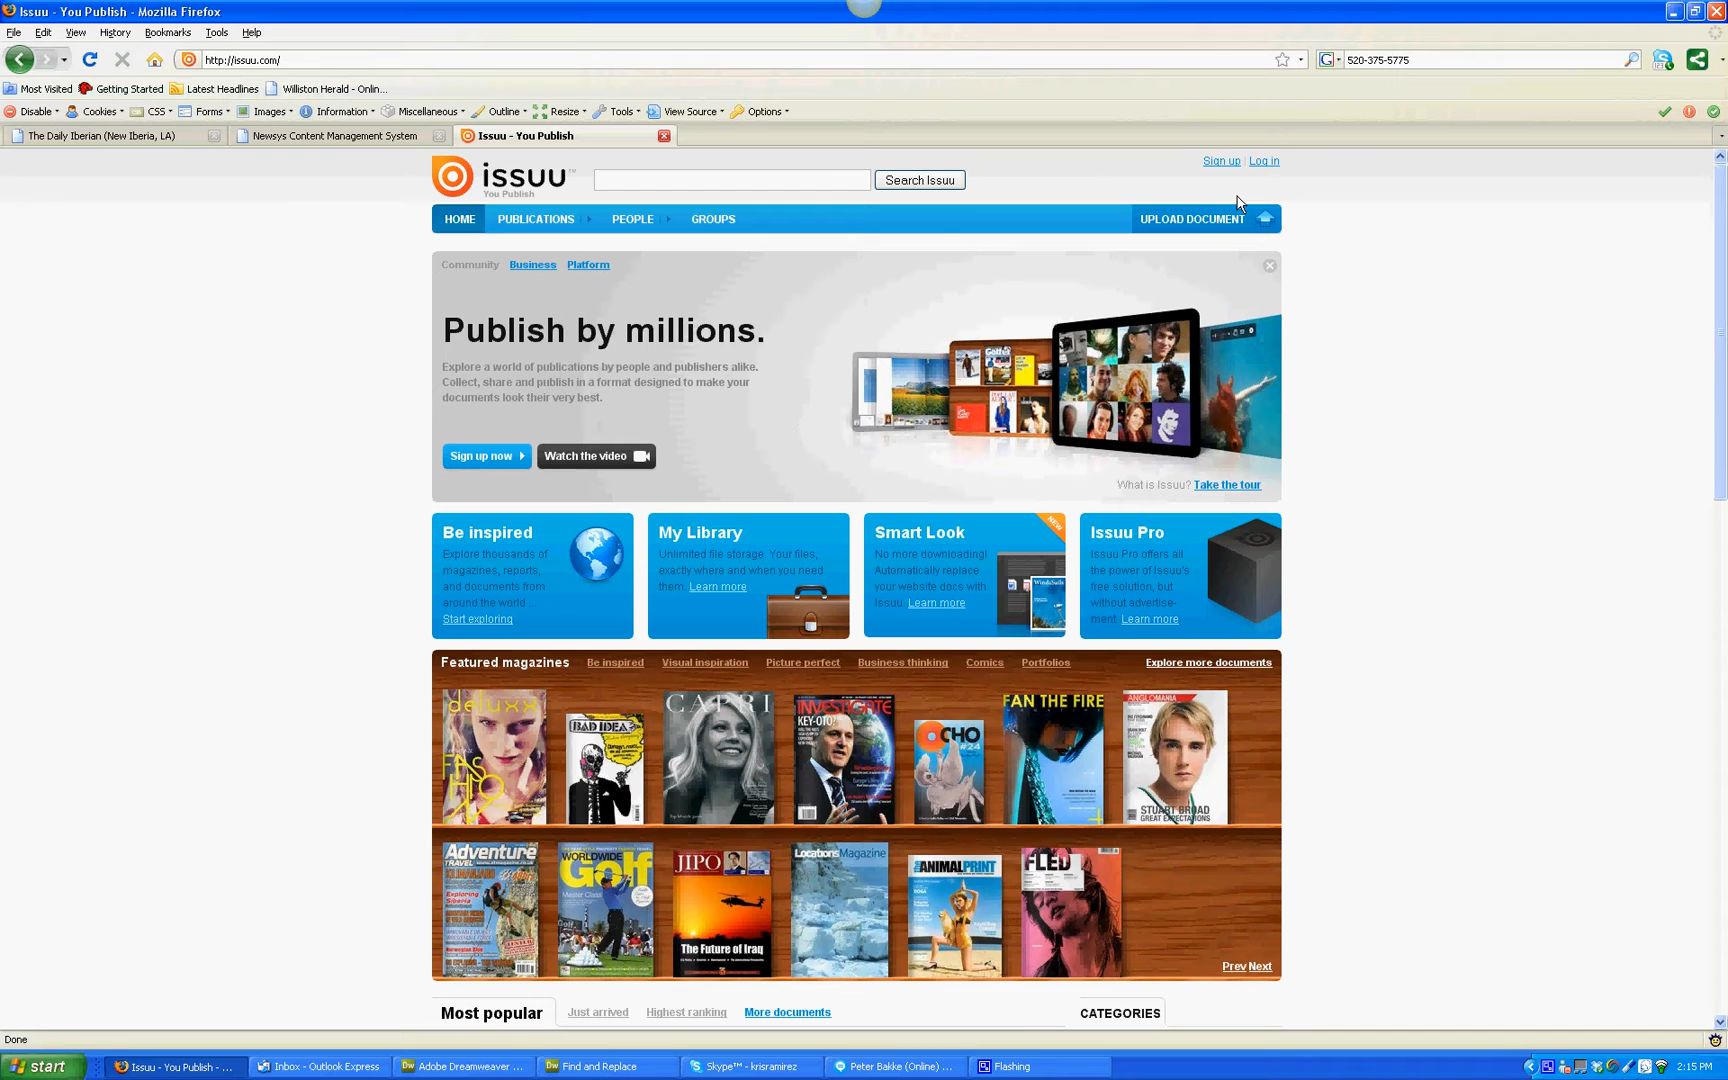 Issuu - You Publish - Mozilla Firefox
File Edit View History Bookmarks Tools Help
http://issuu.com/
520-375-5775
Most Visited Getting Started Latest Headlines Williston Herald - Onlin...
Disable Cookies CSS Forms Images Information Miscellaneous Outline Resize Tools View Source Options
The Daily Iberian (New Iberia, LA) Newsys Content Management System Issuu - You Publish
Sign up | Log in
issuu
You Publish
Search Issuu
HOME PUBLICATIONS PEOPLE GROUPS UPLOAD DOCUMENT
Community Business Platform
Publish by millions.
Explore a world of publications by people and publishers alike.
Collect, share and publish in a format designed to make your
documents look their very best.
Sign up now Watch the video
What is Issuu? Take the tour
Be inspired
Explore thousands of
magazines, reports,
and documents from
around the world ...
Start exploring
My Library
Unlimited file storage. Your files,
exactly where and when you need
them. Learn more
Smart Look
NEW
No more downloading!
Automatically replace
your website docs with
Issuu. Learn more
Issuu Pro
Issuu Pro offers all
the power of Issuu's
free solution, but
without advertise-
ment. Learn more
Featured magazines Be inspired Visual inspiration Picture perfect Business thinking Comics Portfolios Explore more documents
deluxx
BAD IDEA
CAPRI
INVESTIGATE
KEY-OTO?
OCHO
#24
FAN THE FIRE
ANGLOMANIA
STUART BROAD
GREAT EXPECTATIONS
Adventure
TRAVEL
KILIMANJARO
Exploring
Siberia
WORLDWIDE
Golf
JIPO
The Future of Iraq
Locations Magazine
ANIMALPRINT
FLED
Prev Next
Most popular Just arrived Highest ranking More documents
CATEGORIES
Done
start Issuu - You Publish - ... Inbox - Outlook Express Adobe Dreamweaver ... Find and Replace Skype™ - krisramirez Peter Bakke (Online) ... Flashing 2:15 PM